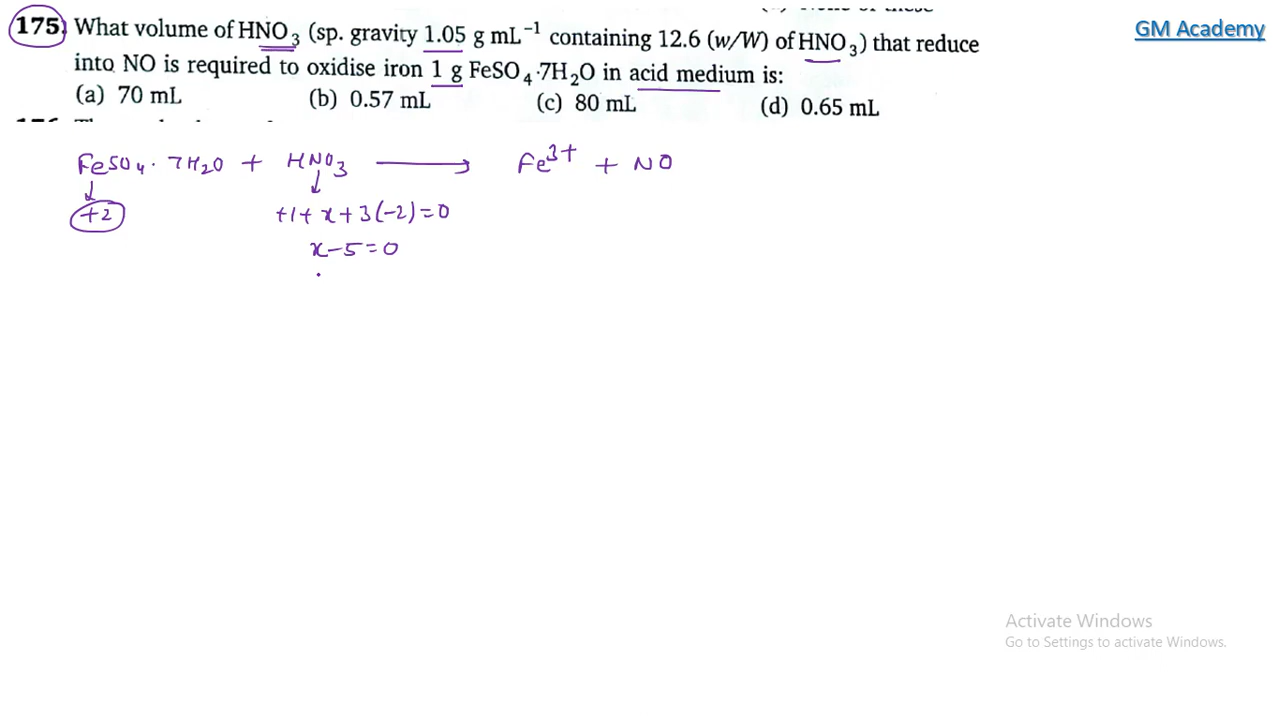 GM Academy
175. What volume of HNO3 (sp. gravity 1.05 g mL⁻¹ containing 12.6 (w/W) of HNO3) that reduce
into NO is required to oxidise iron 1 g FeSO4·7H2O in acid medium is:
(a) 70 mL (b) 0.57 mL (c) 80 mL (d) 0.65 mL
FeSO4·7H2O + HNO3 ⟶ Fe³⁺ + NO
↓ ↓
+2 +1+x+3(-2)=0
x-5=0
Activate Windows
Go to Settings to activate Windows.